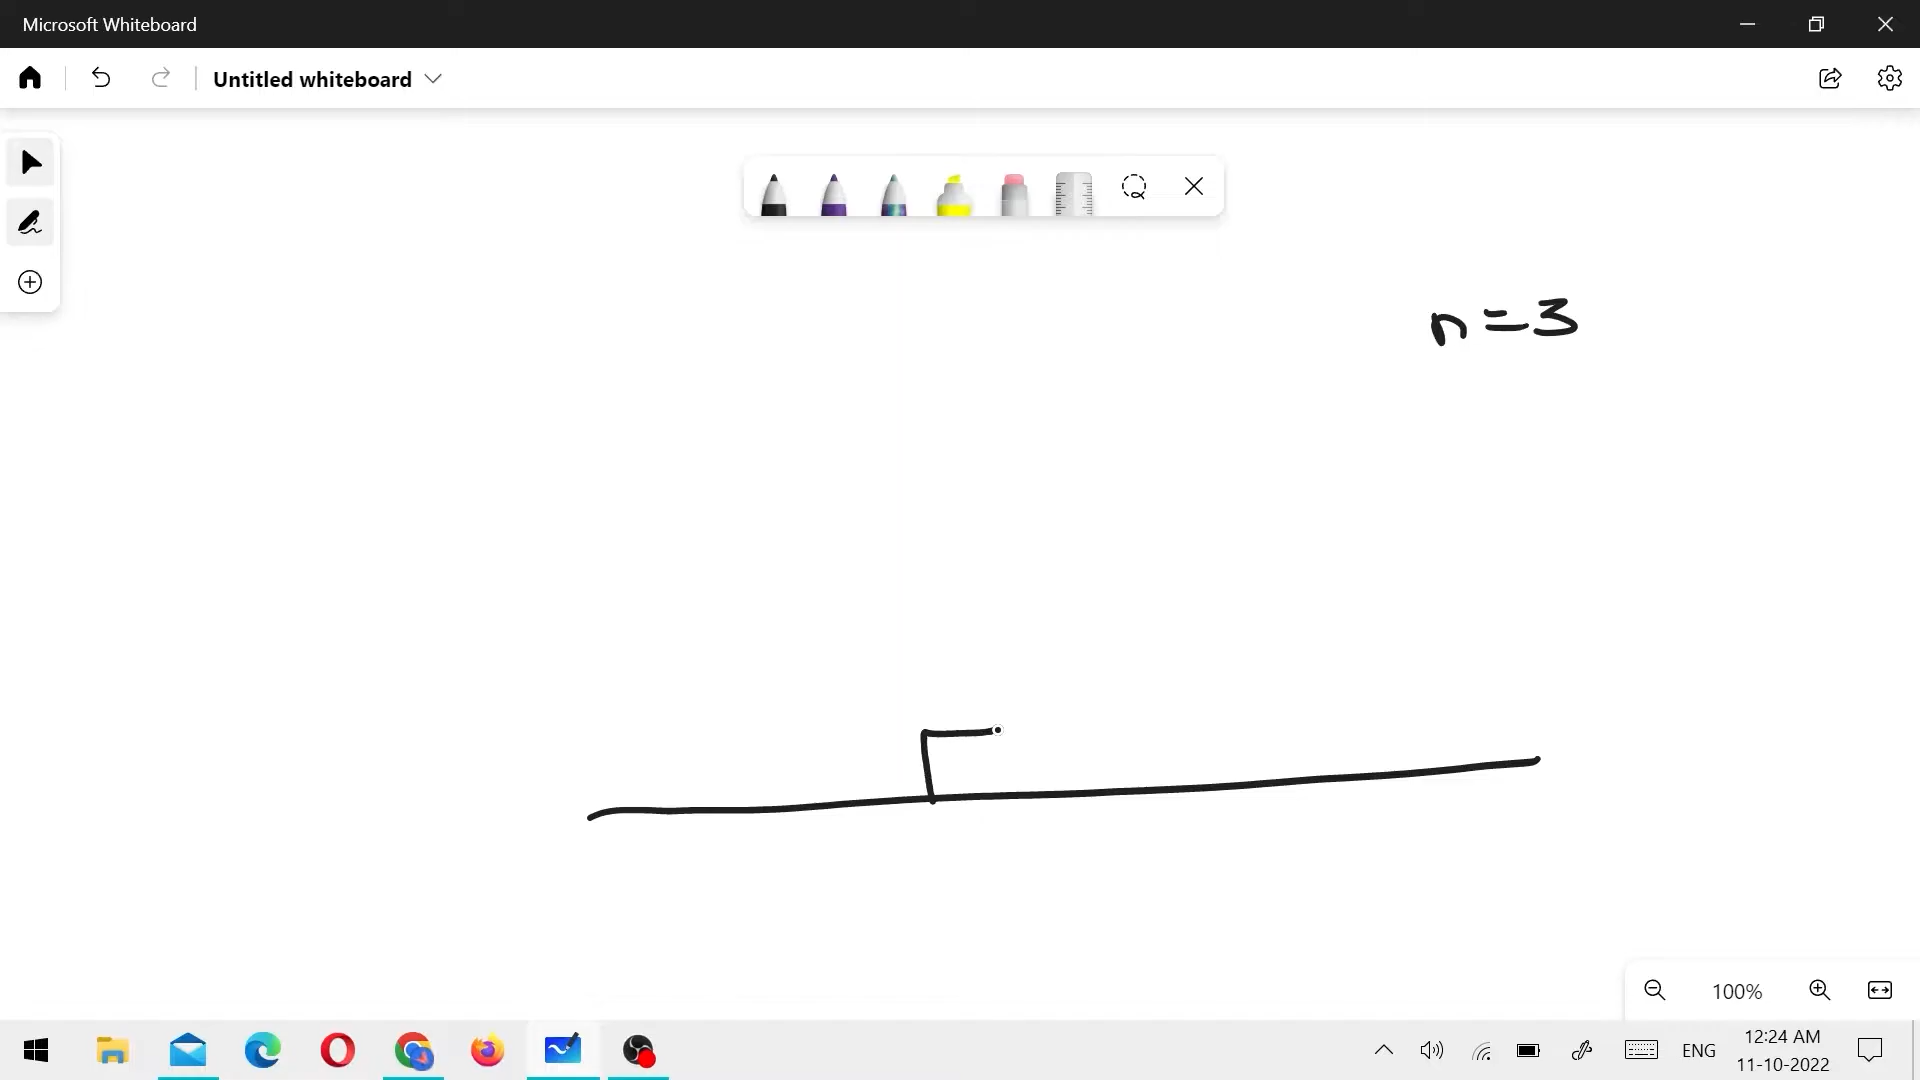 Microsoft Whiteboard
Untitled whiteboard
n=3
100%
ENG
12:24 AM
11-10-2022